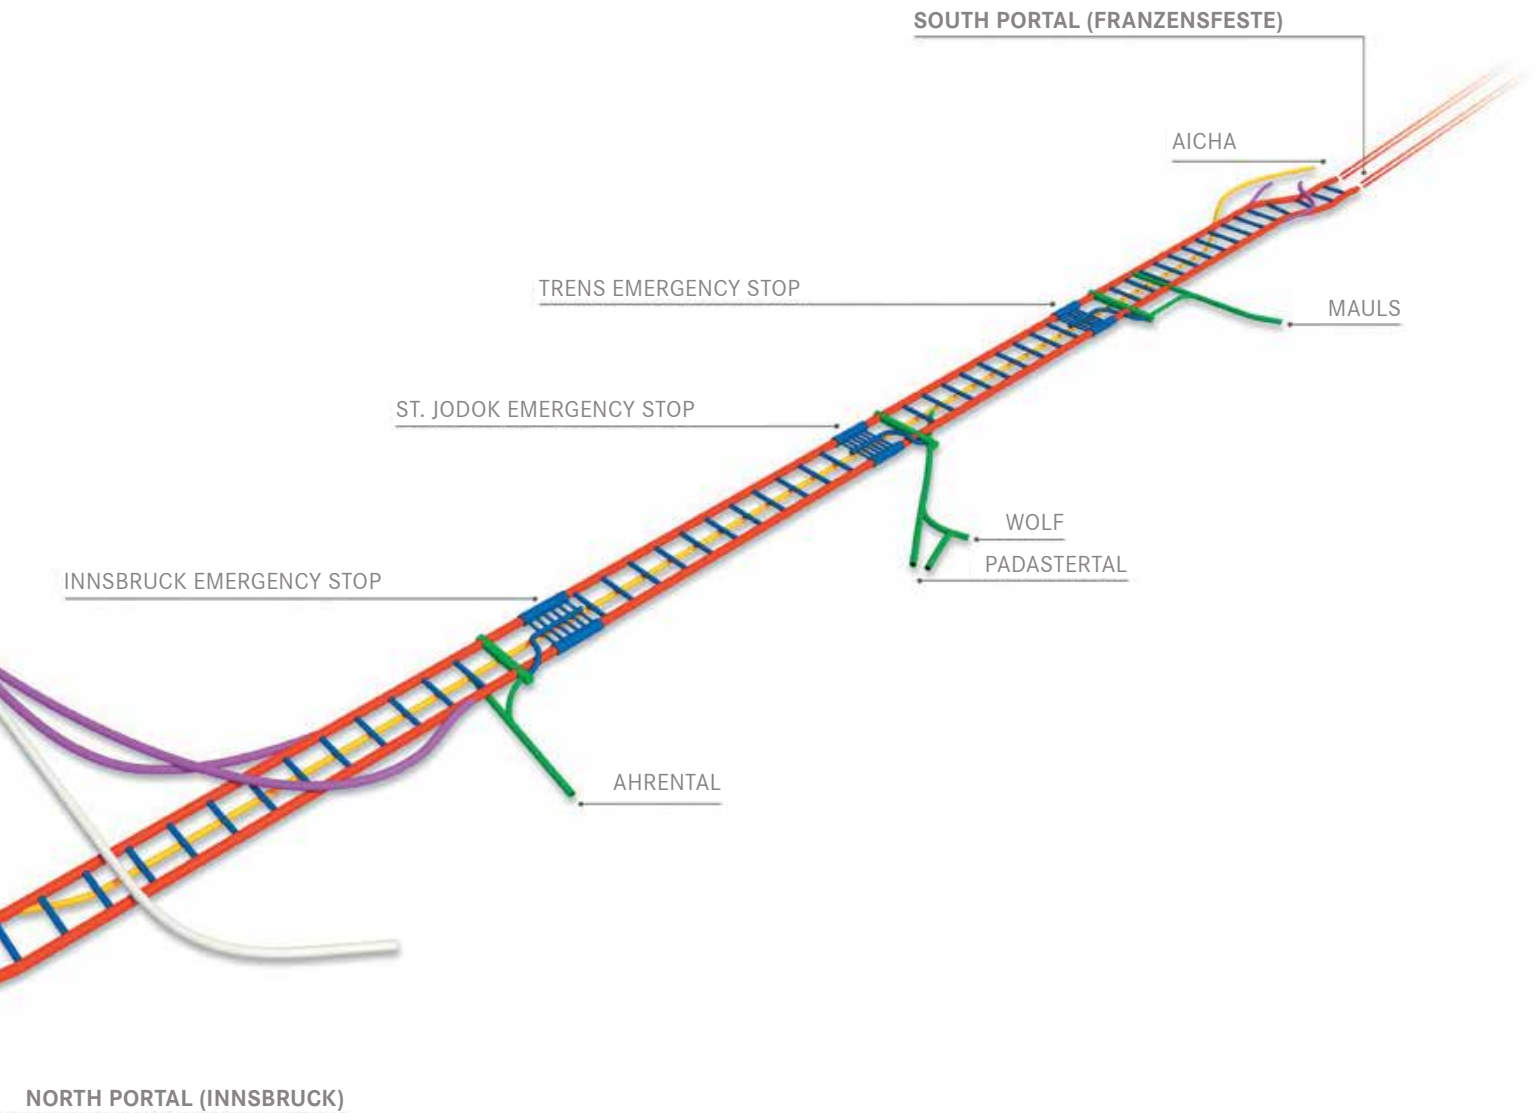 SOUTH PORTAL (FRANZENSFESTE)
AICHA
TRENS EMERGENCY STOP
MAULS
ST. JODOK EMERGENCY STOP
WOLF
PADASTERTAL
INNSBRUCK EMERGENCY STOP
AHRENTAL
NORTH PORTAL (INNSBRUCK)